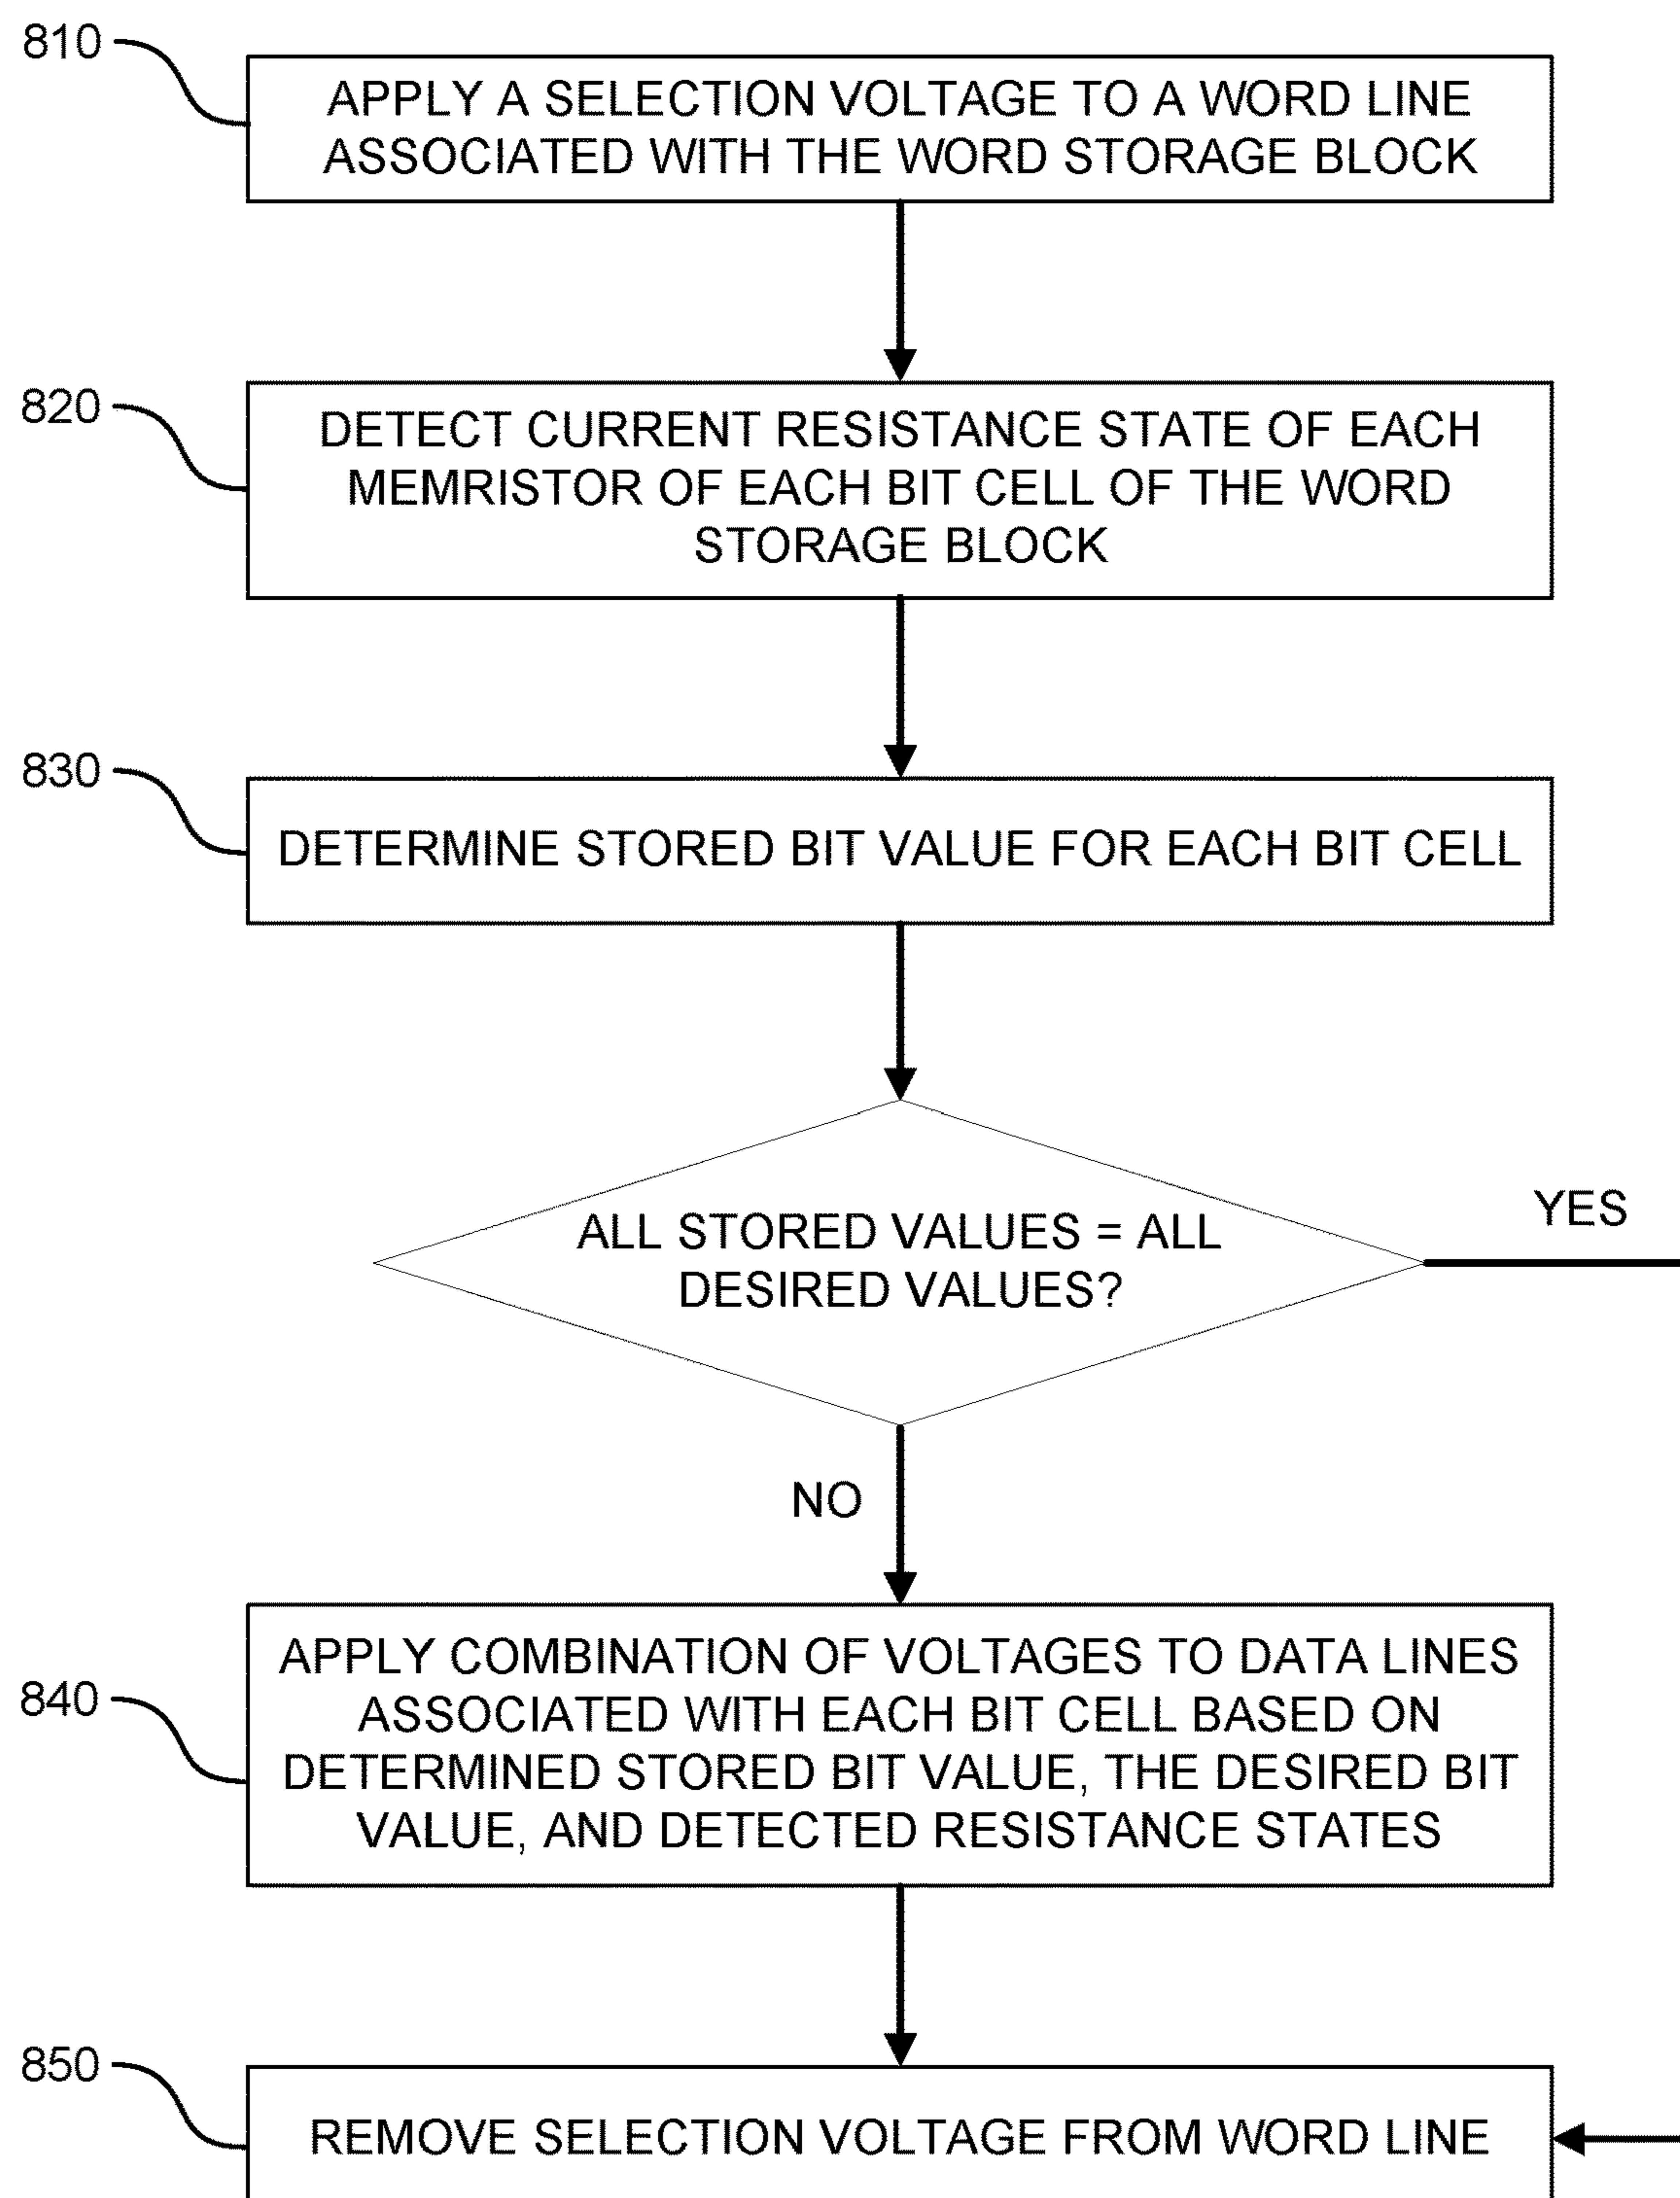 810
APPLY A SELECTION VOLTAGE TO A WORD LINE
ASSOCIATED WITH THE WORD STORAGE BLOCK
820
DETECT CURRENT RESISTANCE STATE OF EACH
MEMRISTOR OF EACH BIT CELL OF THE WORD
STORAGE BLOCK
830
DETERMINE STORED BIT VALUE FOR EACH BIT CELL
ALL STORED VALUES = ALL
DESIRED VALUES?
YES
NO
840
APPLY COMBINATION OF VOLTAGES TO DATA LINES
ASSOCIATED WITH EACH BIT CELL BASED ON
DETERMINED STORED BIT VALUE, THE DESIRED BIT
VALUE, AND DETECTED RESISTANCE STATES
850
REMOVE SELECTION VOLTAGE FROM WORD LINE